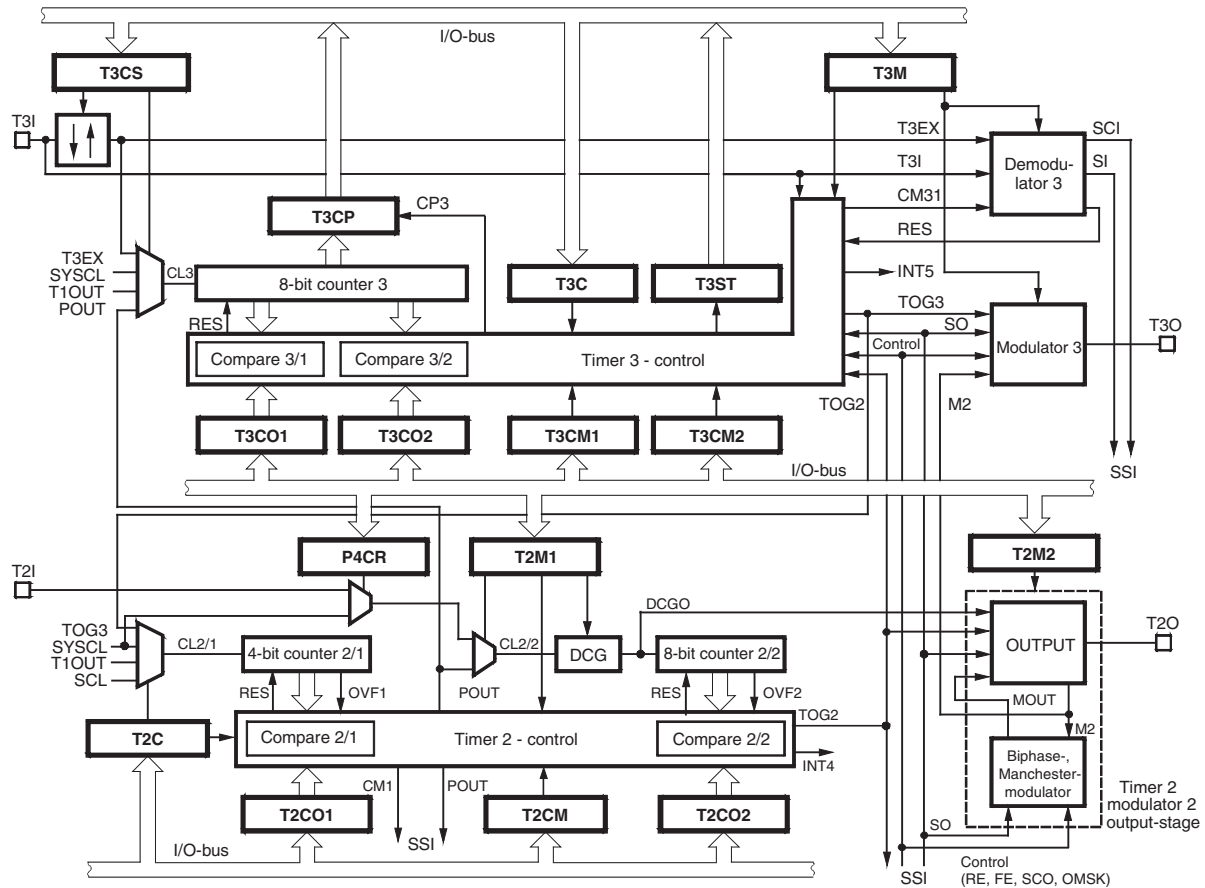 I/O-bus
T3CS
T3M
T3I
T3EX
SCI
T3I
Demodu-
lator 3
SI
T3CP
CP3
CM31
RES
T3EX
SYSCL
T1OUT
POUT
CL3
8-bit counter 3
T3C
T3ST
INT5
RES
TOG3
SO
Compare 3/1
Compare 3/2
Timer 3 - control
Control
Modulator 3
T3O
TOG2
M2
T3CO1
T3CO2
T3CM1
T3CM2
I/O-bus
SSI
P4CR
T2M1
T2M2
T2I
DCGO
TOG3
SYSCL
T1OUT
SCL
CL2/1
4-bit counter 2/1
CL2/2
DCG
8-bit counter 2/2
OUTPUT
T2O
RES
OVF1
POUT
RES
OVF2
MOUT
TOG2
T2C
Compare 2/1
Timer 2 - control
Compare 2/2
M2
INT4
Biphase-,
Manchester-
modulator
CM1
POUT
Timer 2
modulator 2
output-stage
T2CO1
T2CM
T2CO2
SSI
SO
I/O-bus
SSI
Control
(RE, FE, SCO, OMSK)